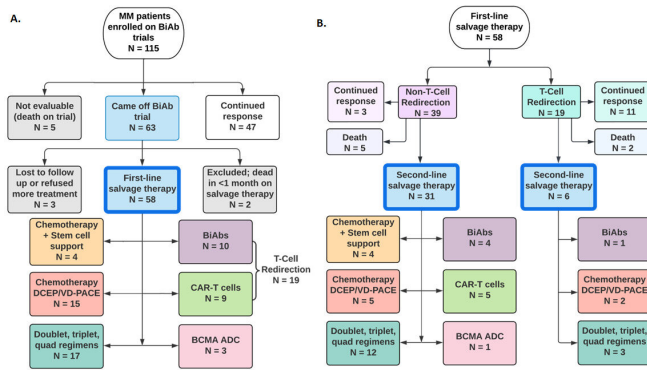 A.
MM patients
enrolled on BiAb
trials
N = 115
Not evaluable
(death on trial)
N = 5
Came off BiAb
trial
N = 63
Continued
response
N = 47
Lost to follow
up or refused
more treatment
N = 3
First-line
salvage therapy
N = 58
Excluded; dead
in <1 month on
salvage therapy
N = 2
Chemotherapy
+ Stem cell
support
N = 4
BiAbs
N = 10
Chemotherapy
DCEP/VD-PACE
N = 15
CAR-T cells
N = 9
T-Cell
Redirection
N = 19
Doublet, triplet,
quad regimens
N = 17
BCMA ADC
N = 3
B.
First-line
salvage therapy
N = 58
Continued
response
N = 3
Non-T-Cell
Redirection
N = 39
T-Cell
Redirection
N = 19
Continued
response
N = 11
Death
N = 5
Death
N = 2
Second-line
salvage therapy
N = 31
Second-line
salvage therapy
N = 6
Chemotherapy
+ Stem cell
support
N = 4
BiAbs
N = 4
BiAbs
N = 1
Chemotherapy
DCEP/VD-PACE
N = 5
CAR-T cells
N = 5
Chemotherapy
DCEP/VD-PACE
N = 2
Doublet, triplet,
quad regimens
N = 12
BCMA ADC
N = 1
Doublet, triplet,
quad regimens
N = 3